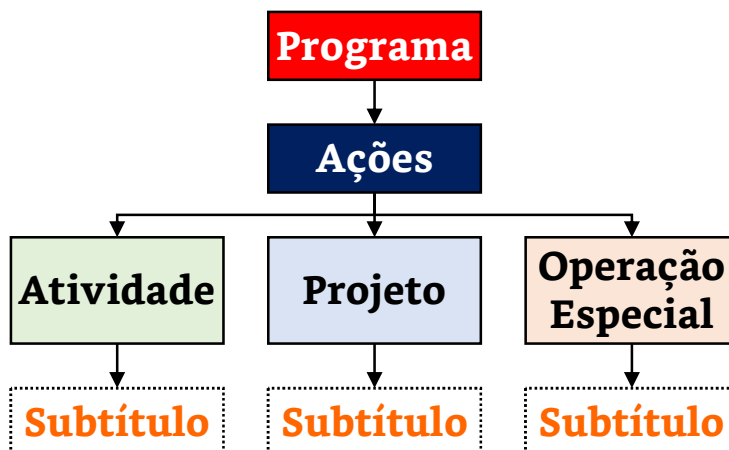 Programa
Ações
Atividade
Projeto
Operação
Especial
Subtítulo
Subtítulo
Subtítulo